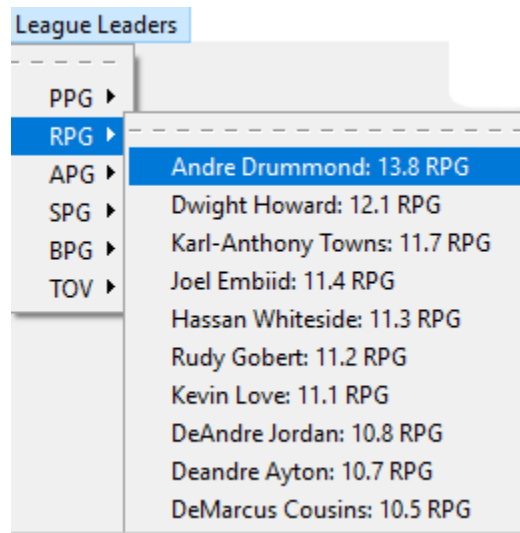 League Leaders
PPG
RPG
APG
SPG
BPG
TOV
Andre Drummond: 13.8 RPG
Dwight Howard: 12.1 RPG
Karl-Anthony Towns: 11.7 RPG
Joel Embiid: 11.4 RPG
Hassan Whiteside: 11.3 RPG
Rudy Gobert: 11.2 RPG
Kevin Love: 11.1 RPG
DeAndre Jordan: 10.8 RPG
Deandre Ayton: 10.7 RPG
DeMarcus Cousins: 10.5 RPG